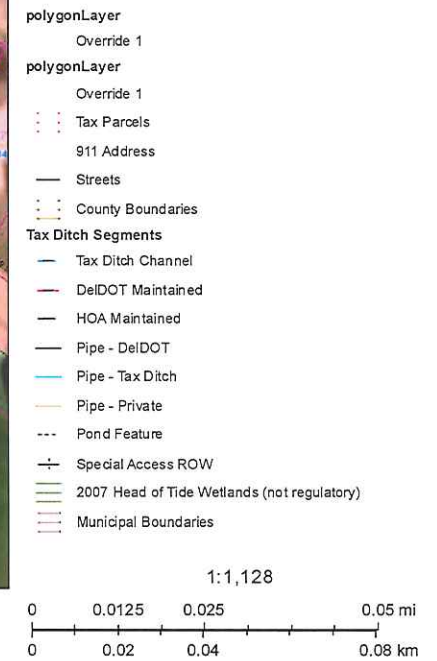 polygonLayer
Override 1
polygonLayer
Override 1
Tax Parcels
911 Address
Streets
County Boundaries
Tax Ditch Segments
Tax Ditch Channel
DelDOT Maintained
HOA Maintained
Pipe - DelDOT
Pipe - Tax Ditch
Pipe - Private
Pond Feature
Special Access ROW
2007 Head of Tide Wetlands (not regulatory)
Municipal Boundaries
1:1,128
0 0.0125 0.025 0.05 mi
0 0.02 0.04 0.08 km